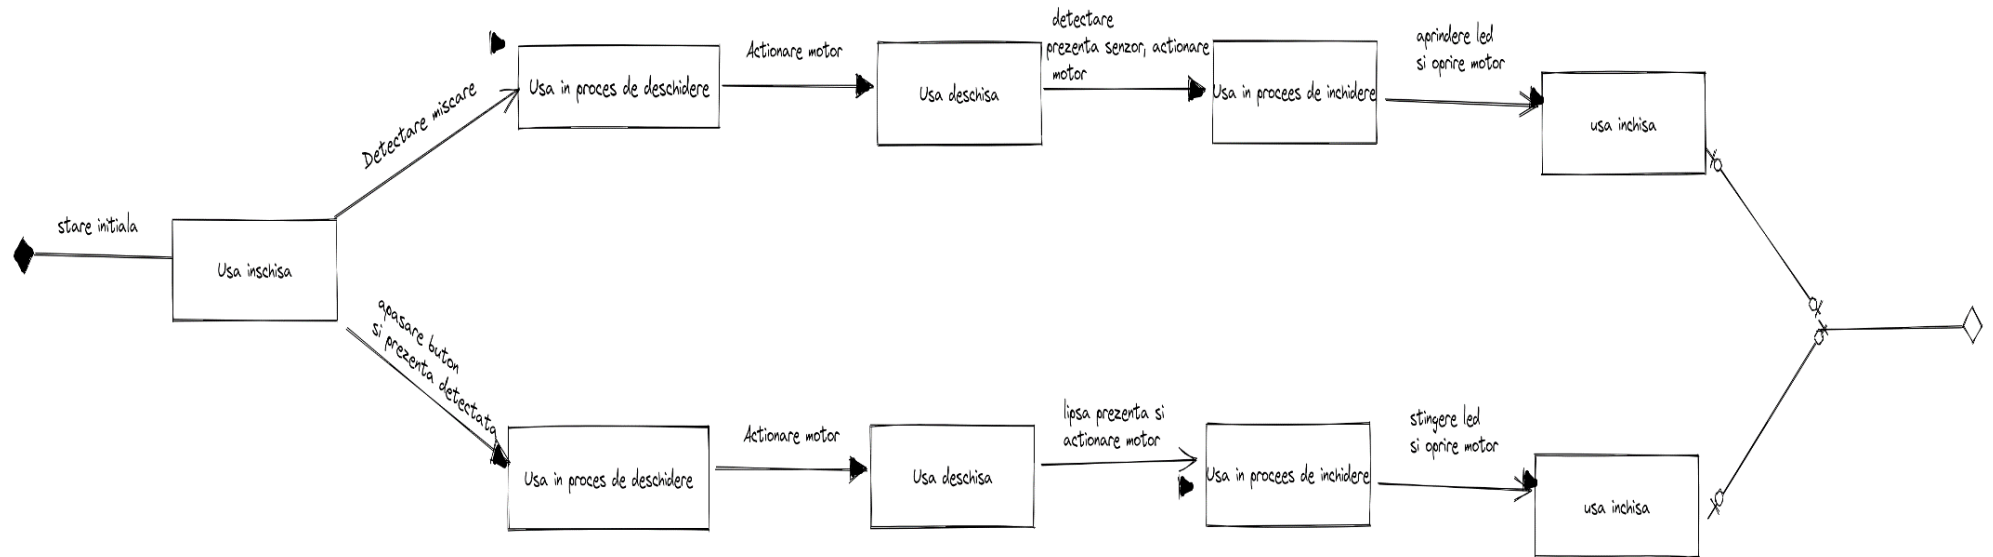 stare initiala
Usa inschisa
Detectare miscare
Usa in proces de deschidere
Actionare motor
Usa deschisa
detectare
prezenta senzor, actionare
motor
Usa in procees de inchidere
aprindere led
si oprire motor
usa inchisa
apasare buton
si prezenta detectata
Usa in proces de deschidere
Actionare motor
Usa deschisa
lipsa prezenta si
actionare motor
Usa in procees de inchidere
stingere led
si oprire motor
usa inchisa